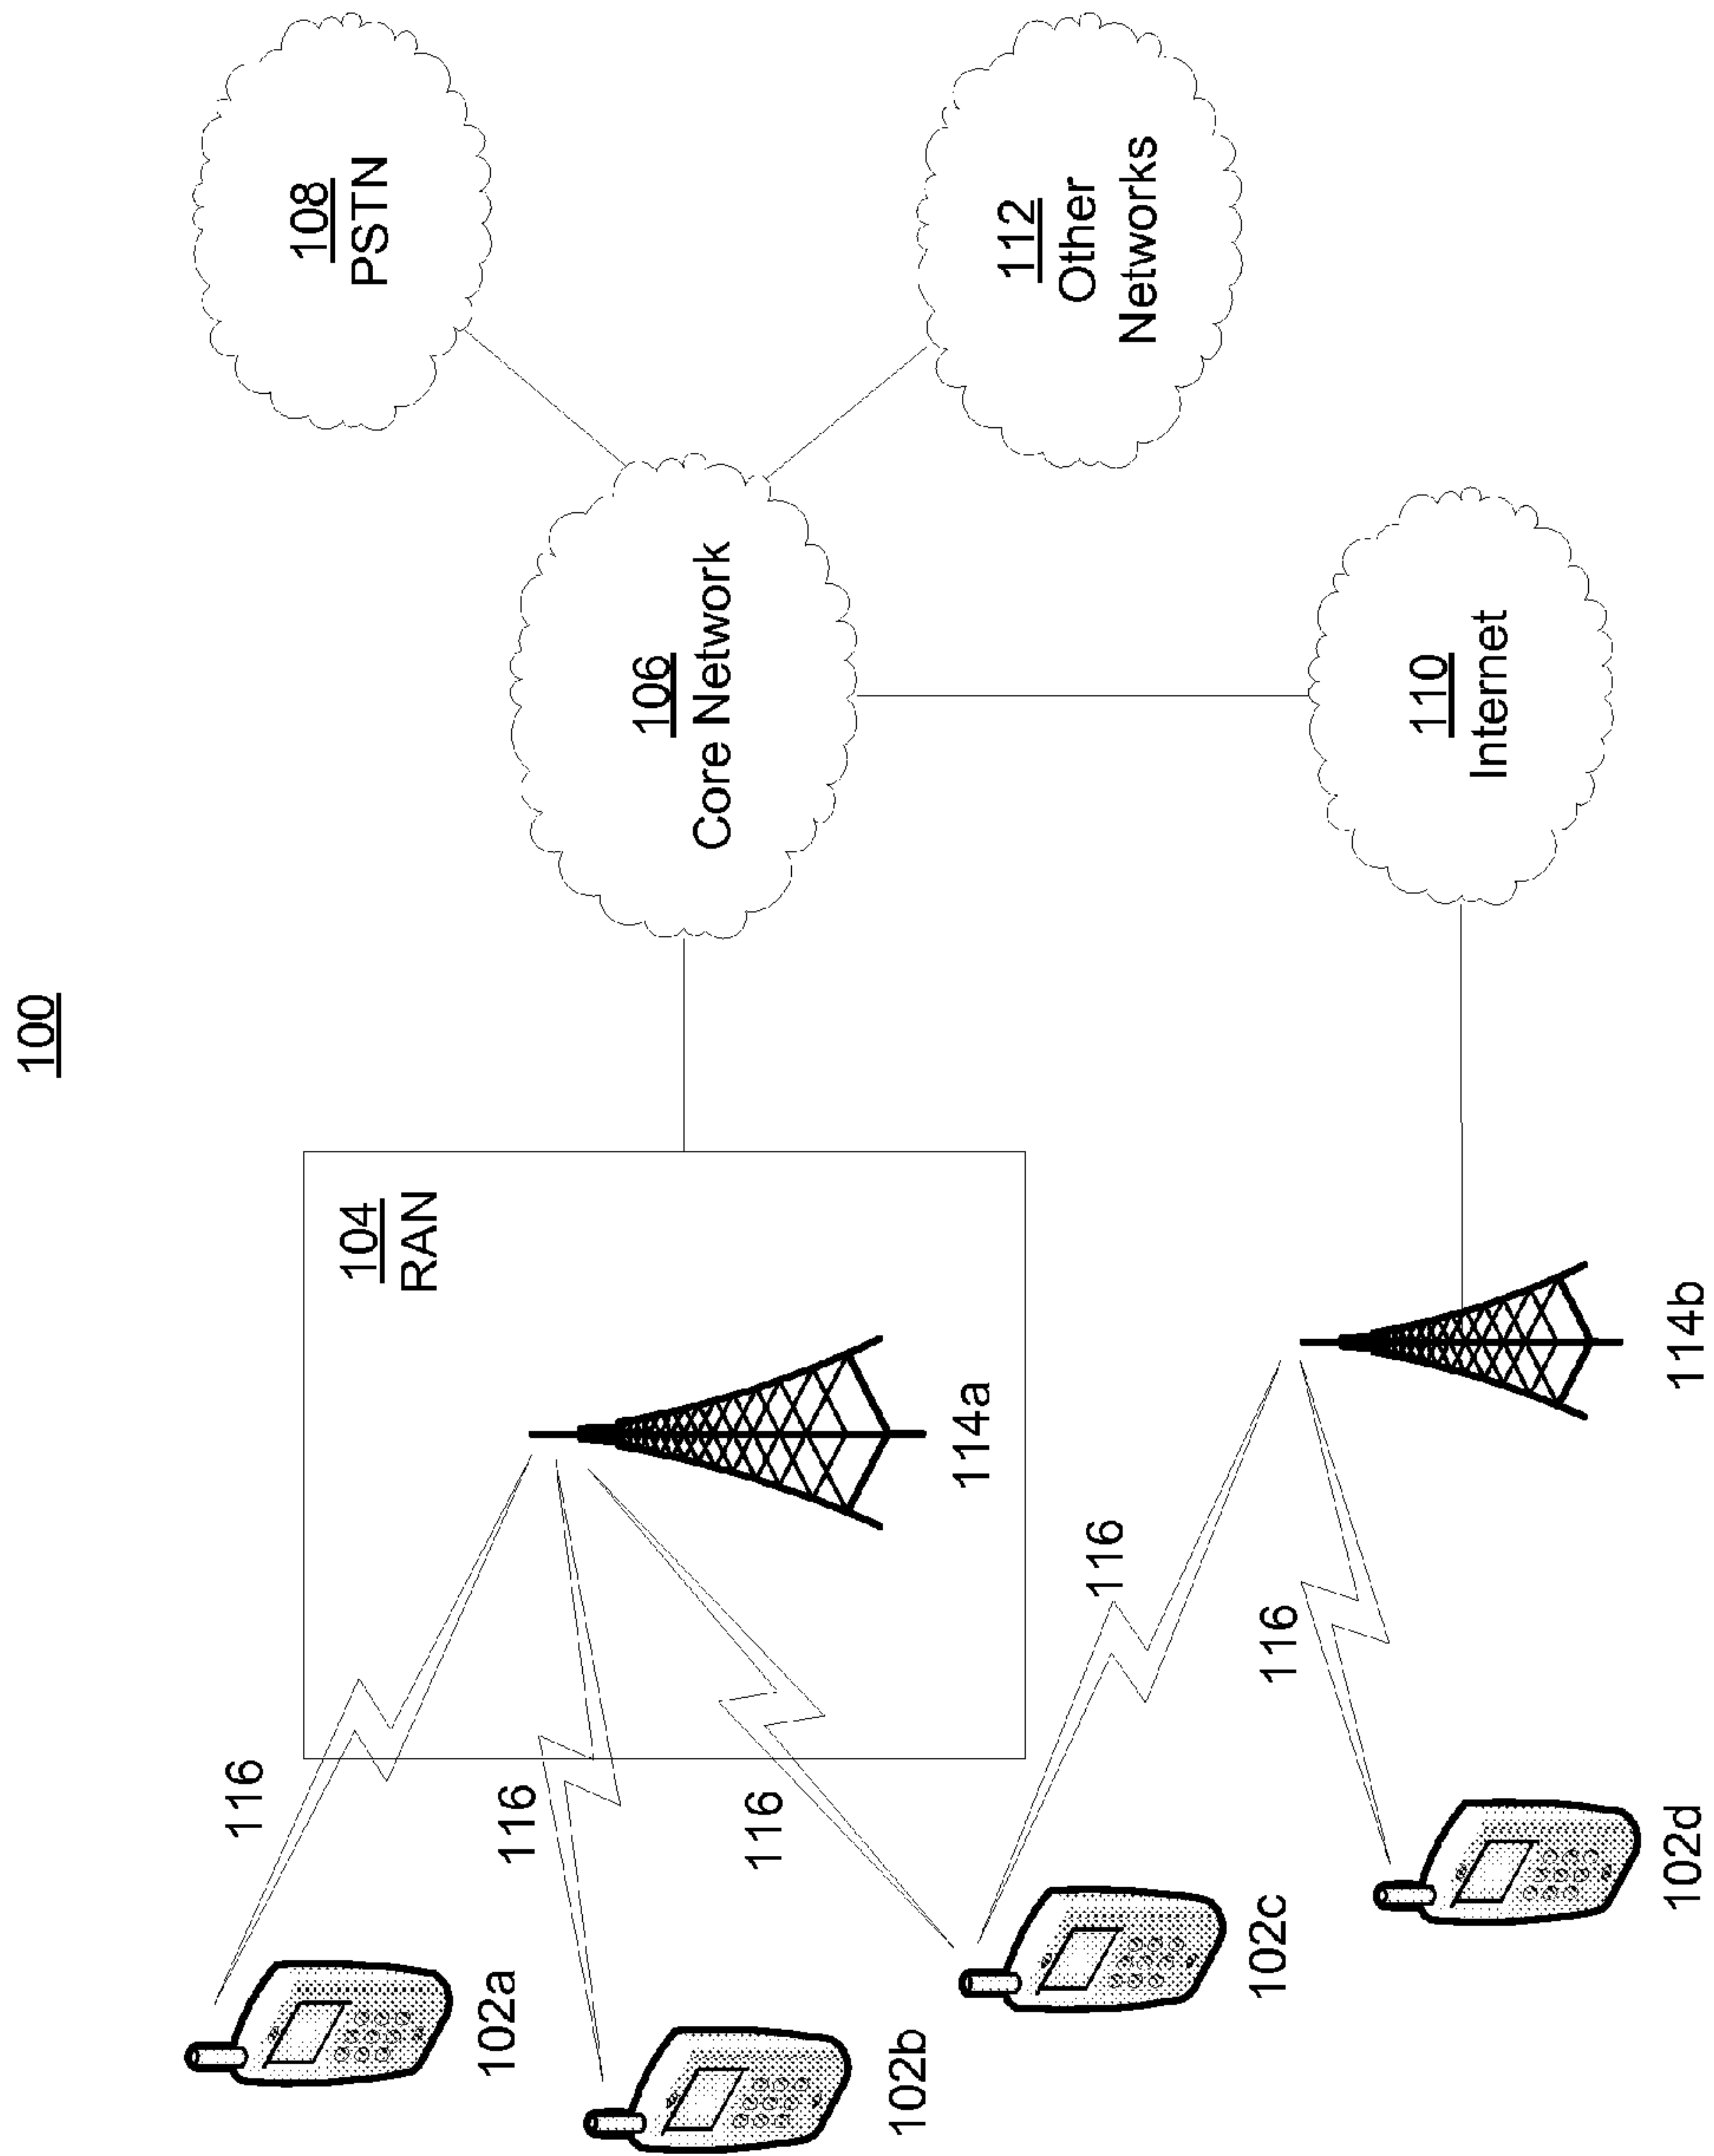 100
108
PSTN
106
Core Network
112
Other
Networks
104
RAN
110
Internet
116
116
116
116
116
114a
114b
102a
102b
102c
102d